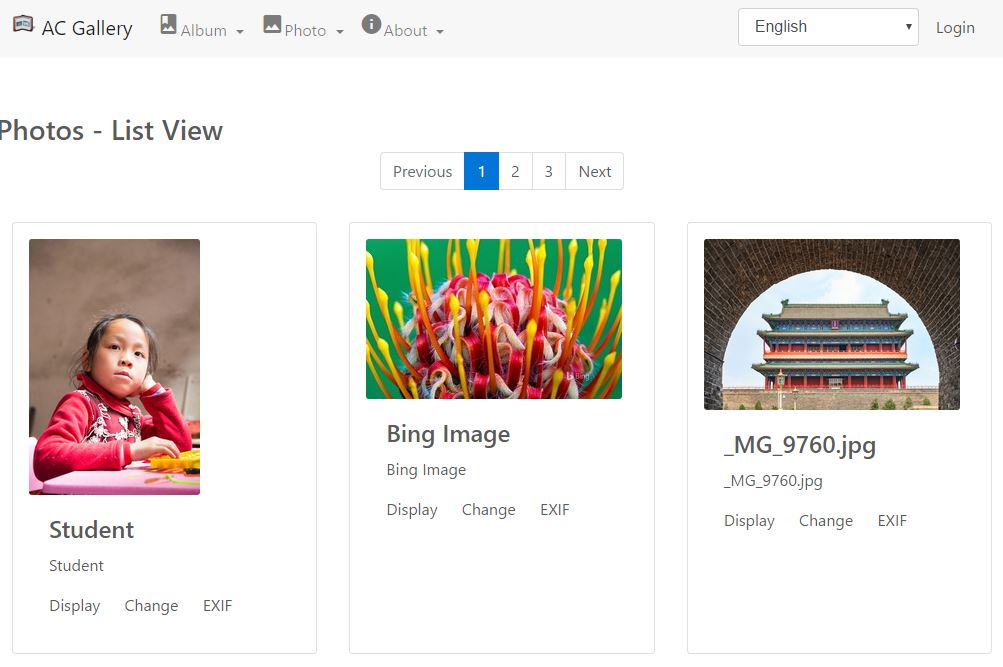 AC Gallery Album Photo About English Login
Photos - List View
Previous 1 2 3 Next
Bing
Student
Student
Display Change EXIF
Bing Image
Bing Image
Display Change EXIF
_MG_9760.jpg
_MG_9760.jpg
Display Change EXIF